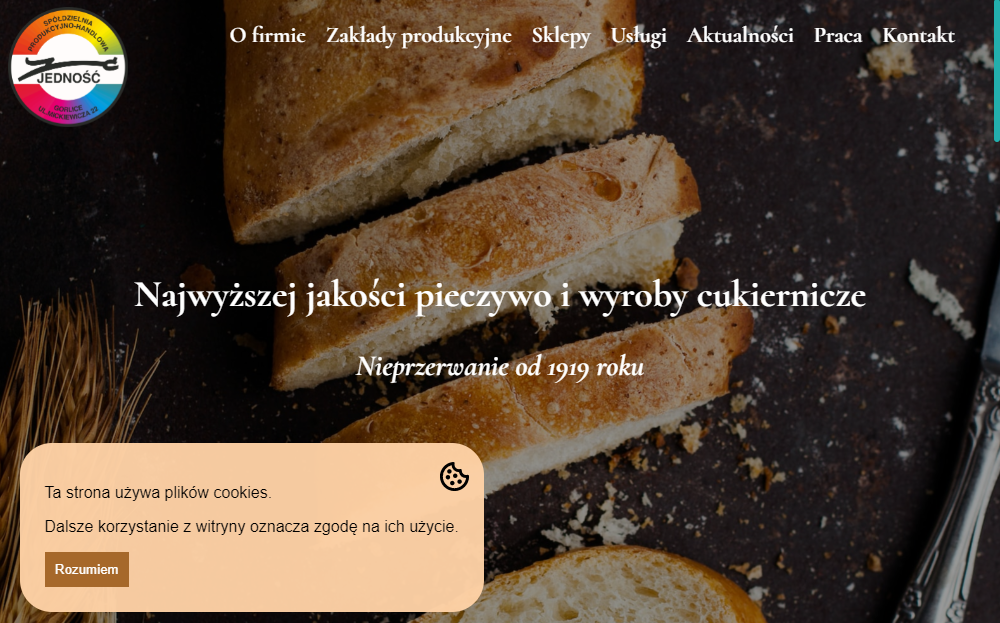 SPÓŁDZIELNIA
PRODUKCYJNO-HANDLOWA
JEDNOŚĆ
GORLICE
UL. MICKIEWICZA 22
O firmie Zakłady produkcyjne Sklepy Usługi Aktualności Praca Kontakt
Najwyższej jakości pieczywo i wyroby cukiernicze
Nieprzerwanie od 1919 roku
Ta strona używa plików cookies.
Dalsze korzystanie z witryny oznacza zgodę na ich użycie.
Rozumiem